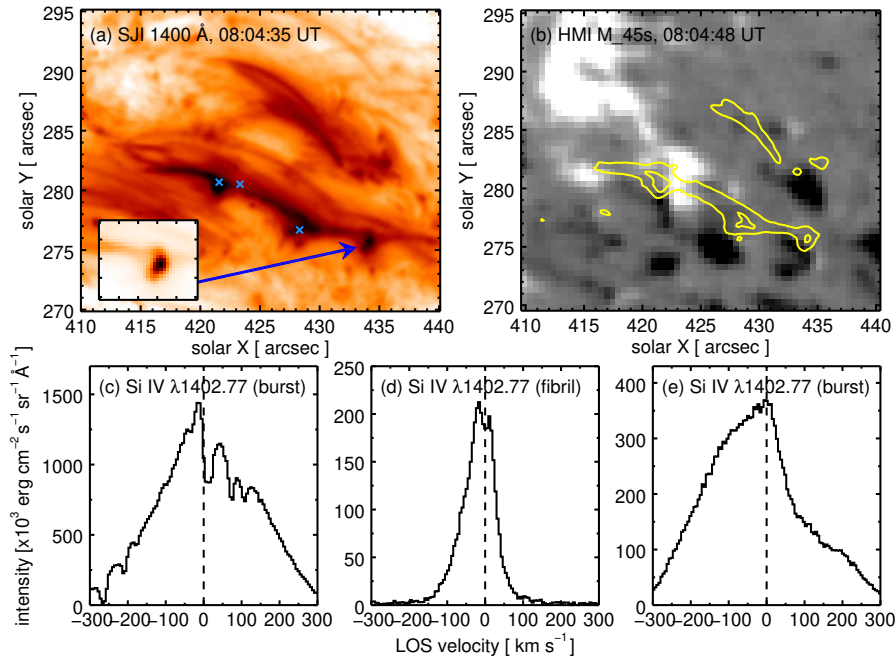 (a) SJI 1400 Å, 08:04:35 UT
(b) HMI M_45s, 08:04:48 UT
295
290
285
280
275
270
solar Y [ arcsec ]
410
420
430
440
solar X [ arcsec ]
295
290
285
280
275
270
solar Y [ arcsec ]
410
415
420
425
430
435
440
solar X [ arcsec ]
(c) Si IV λ1402.77 (burst)
(d) Si IV λ1402.77 (fibril)
(e) Si IV λ1402.77 (burst)
intensity [x10³ erg cm⁻² s⁻¹ sr⁻¹ Å⁻¹]
1500
1000
500
0
−300 −200 −100 0 100 200 300
250
200
150
100
50
0
−300 −200 −100 0 100 200 300
400
300
200
100
0
−300 −200 −100 0 100 200 300
LOS velocity [ km s⁻¹ ]